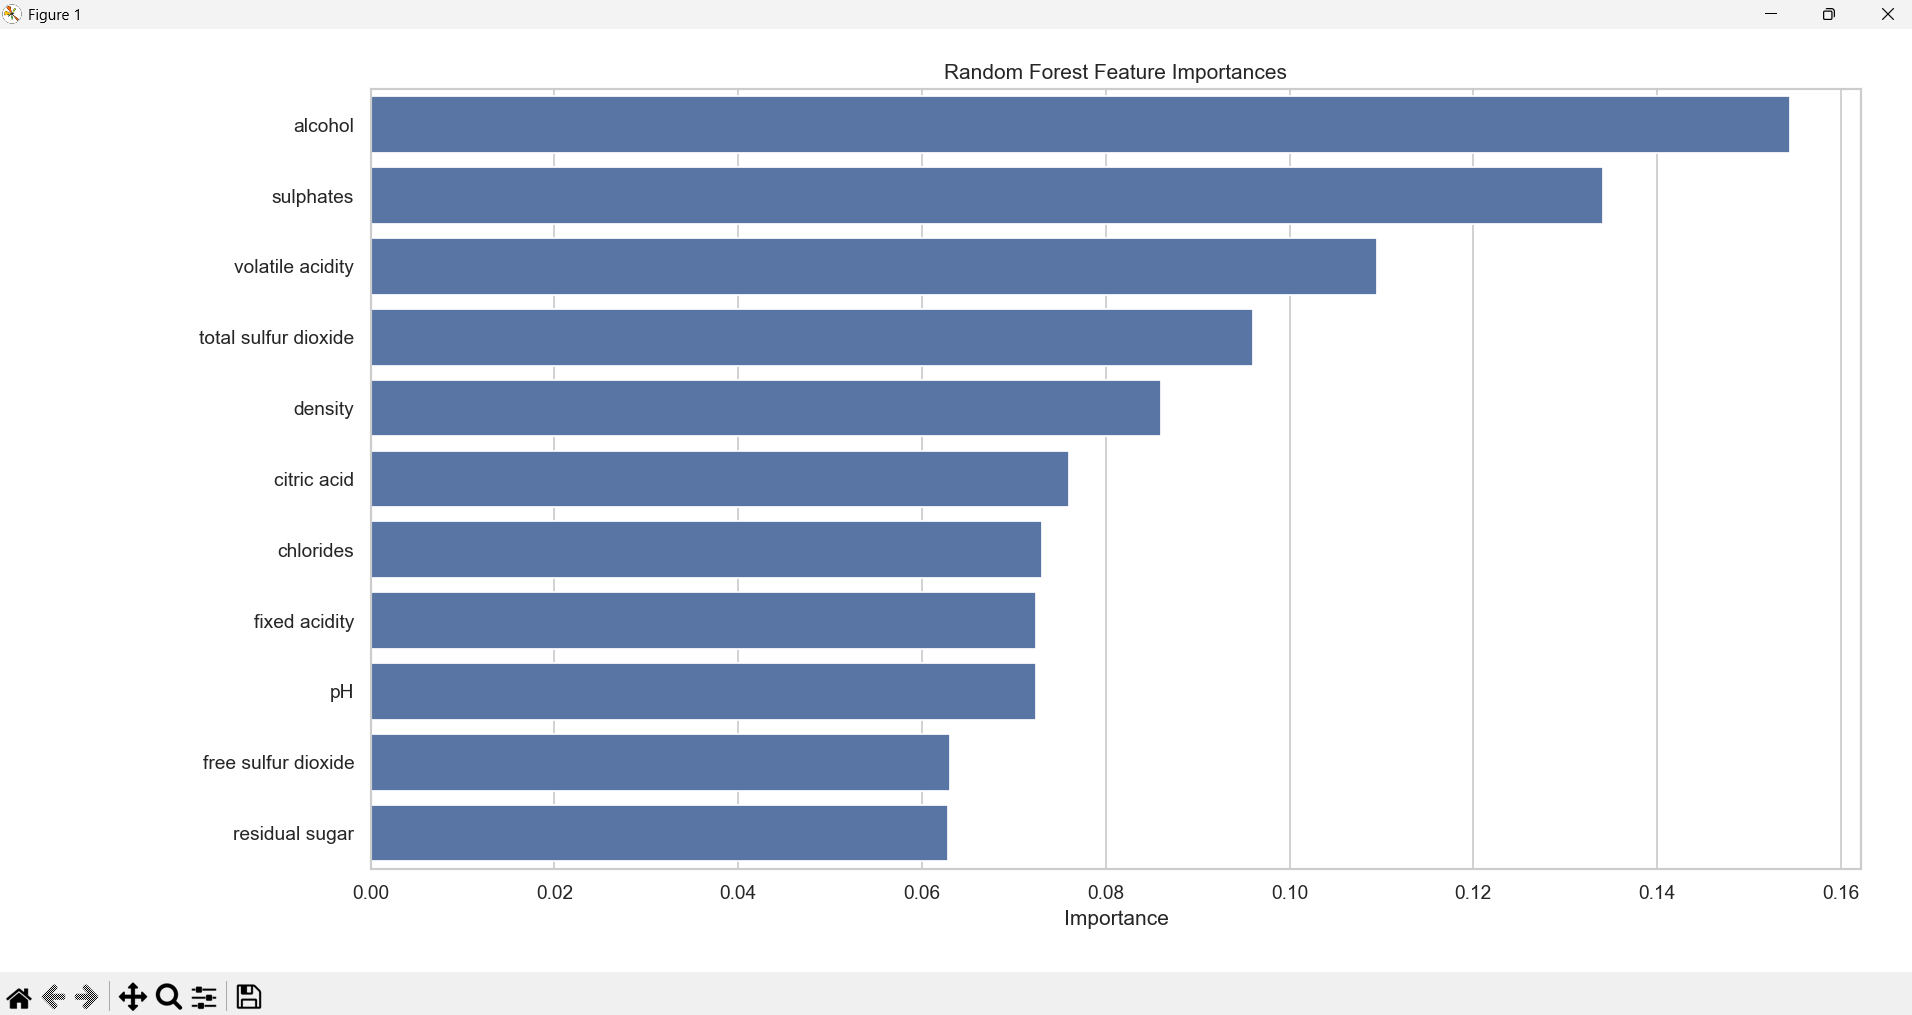 Figure 1
Random Forest Feature Importances
alcohol
sulphates
volatile acidity
total sulfur dioxide
density
citric acid
chlorides
fixed acidity
pH
free sulfur dioxide
residual sugar
0.00 0.02 0.04 0.06 0.08 0.10 0.12 0.14 0.16
Importance